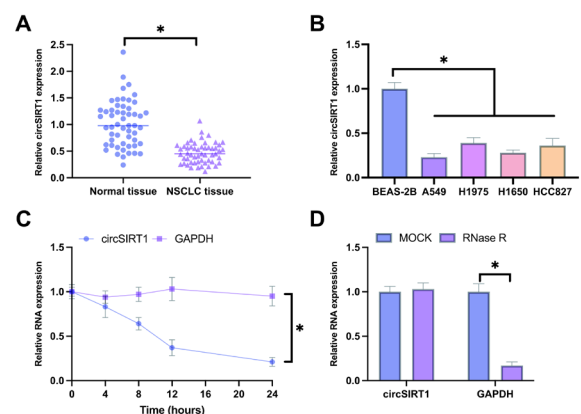 A
*
Relative circSIRT1 expression
2.5
2.0
1.5
1.0
0.5
0.0
Normal tissue
NSCLC tissue
B
*
Relative circSIRT1 expression
1.5
1.0
0.5
0.0
BEAS-2B
A549
H1975
H1650
HCC827
C
circSIRT1
GAPDH
Relative RNA expression
1.5
1.0
0.5
0.0
*
0
4
8
12
24
Time (hours)
D
MOCK
RNase R
Relative RNA expression
1.5
1.0
0.5
0.0
*
circSIRT1
GAPDH